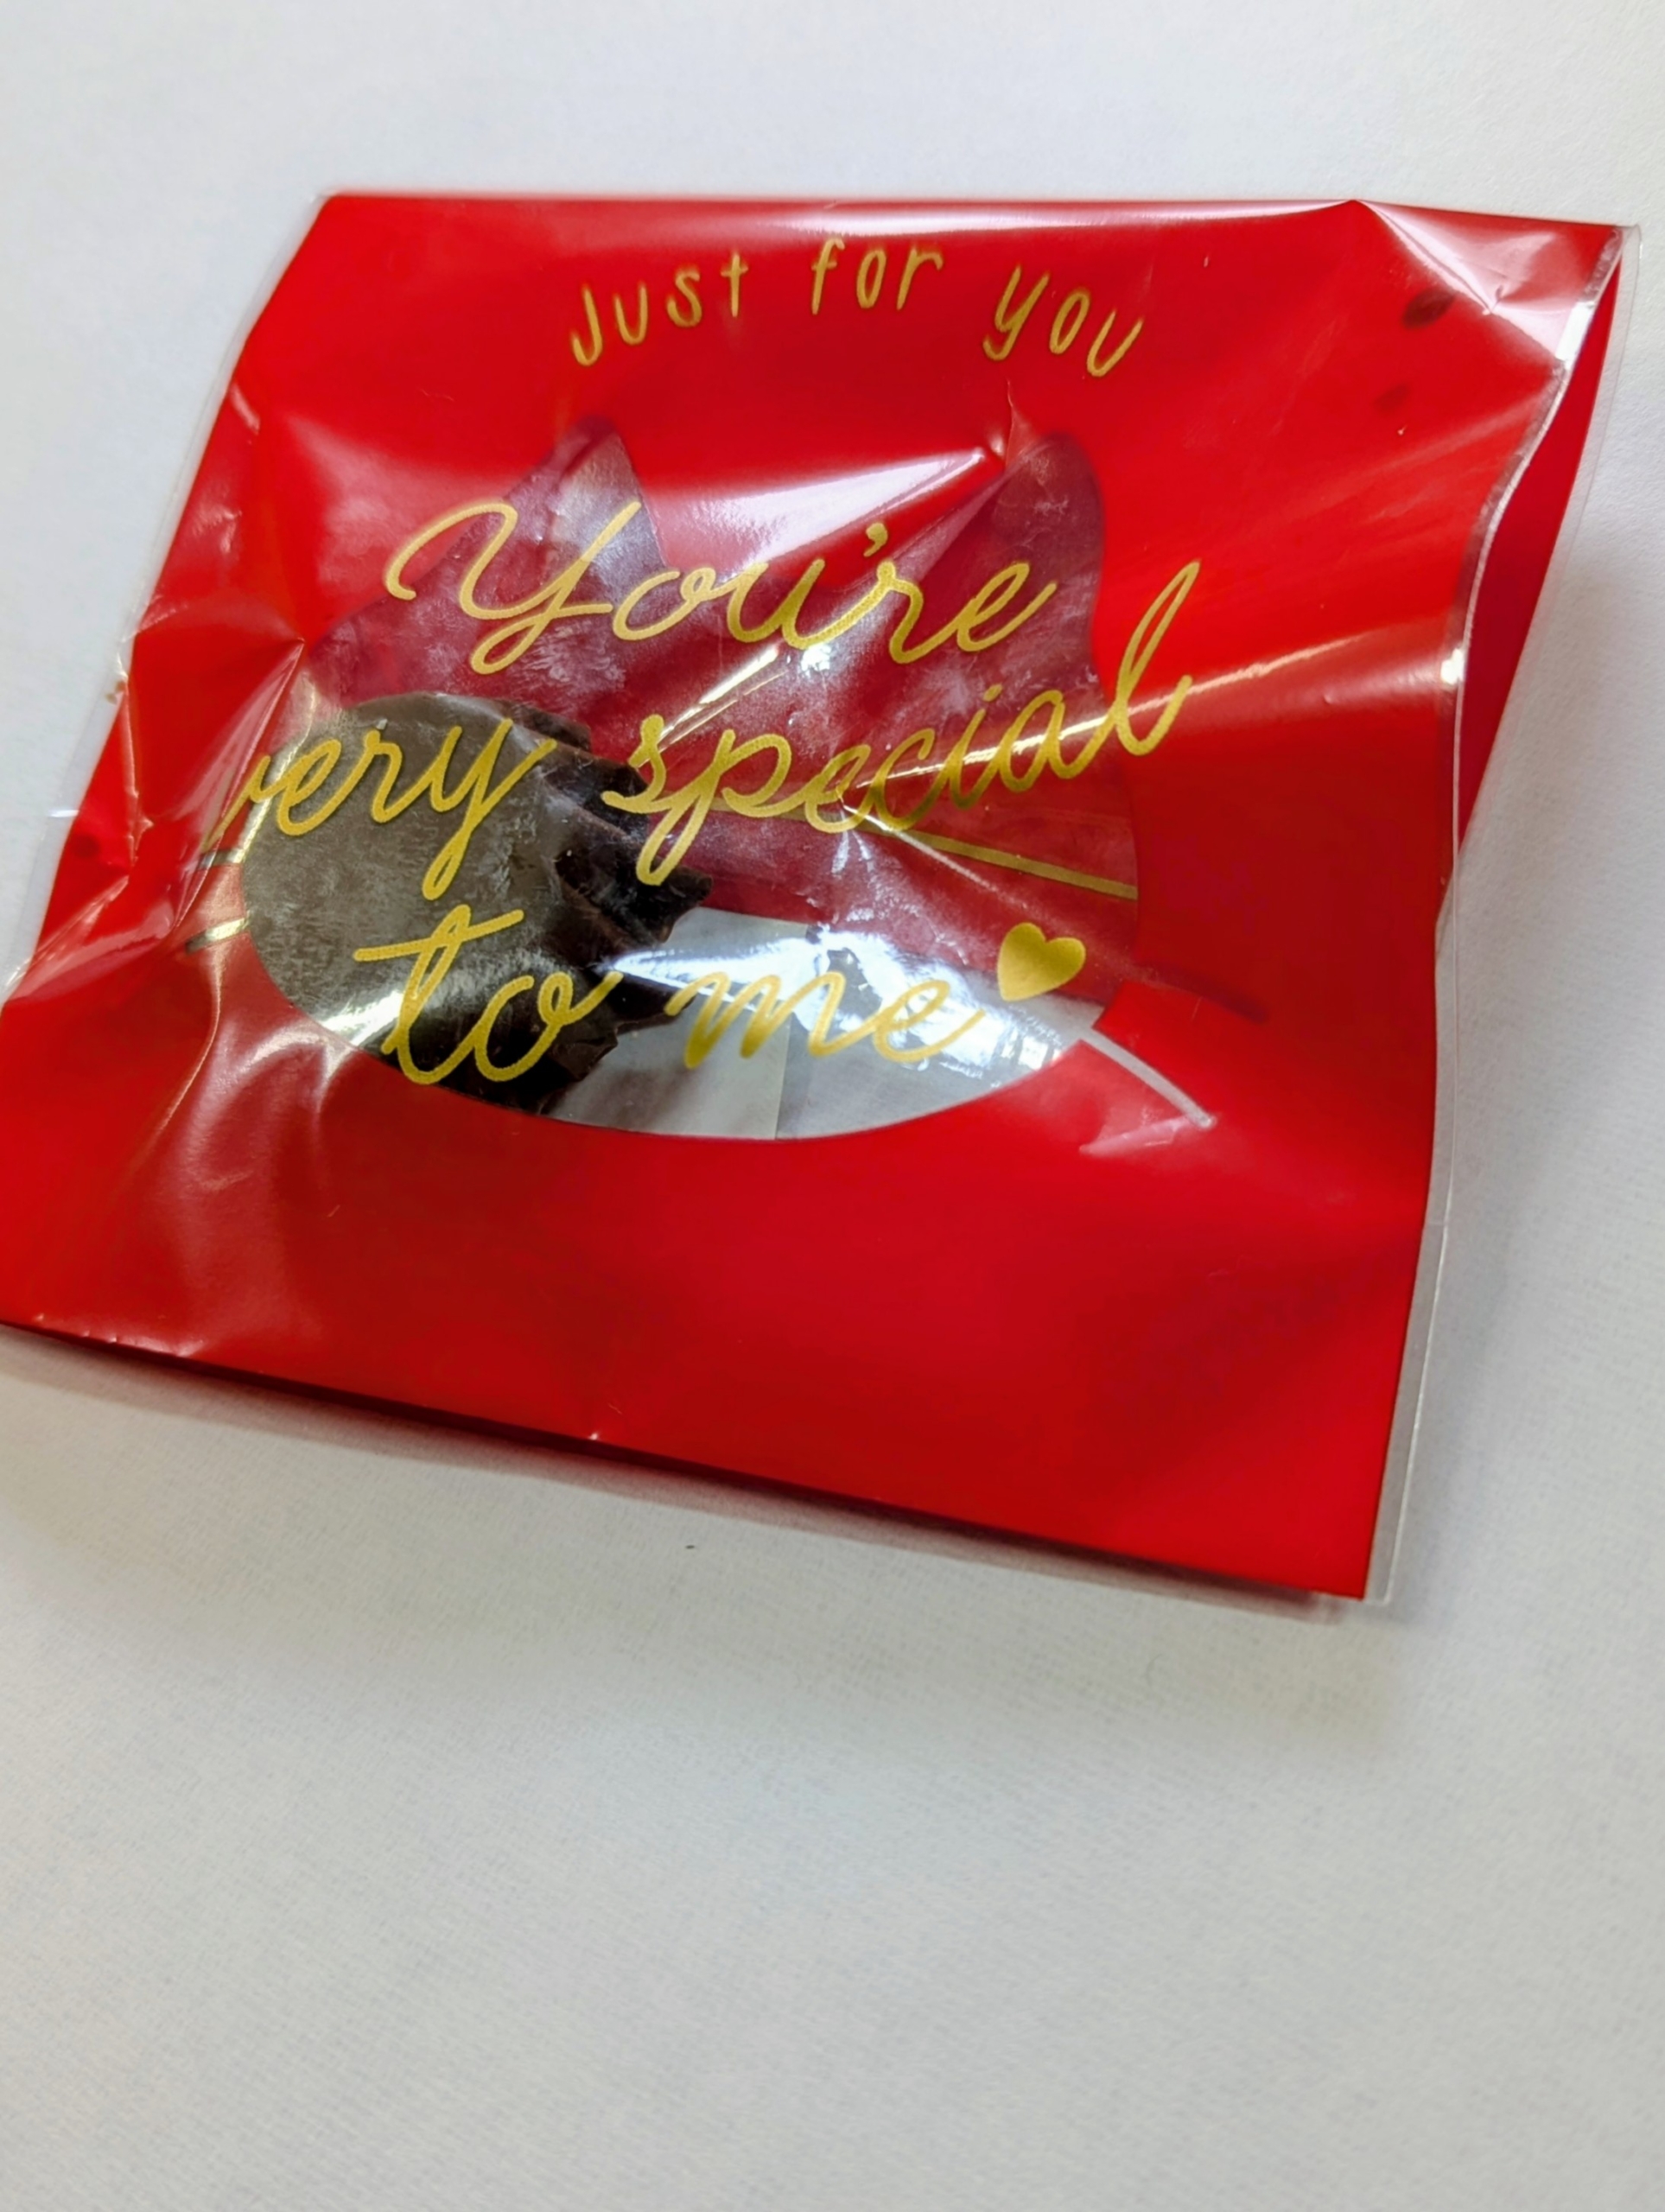 Just for you
You're
very special
to me